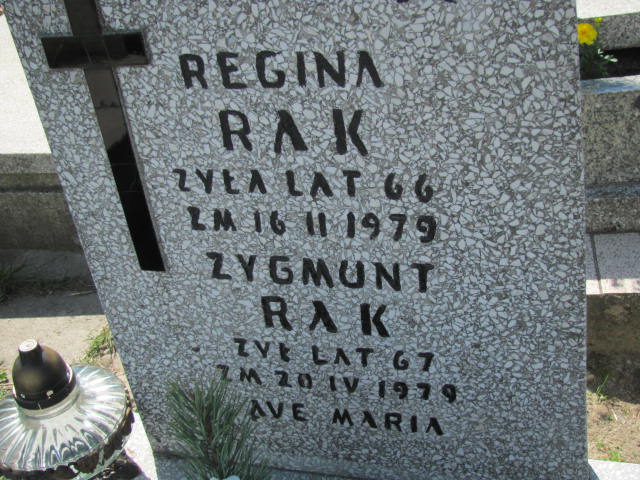 REGINA
RAK
ŻYŁA LAT 66
ZM 16 II 1979
ZYGMUNT
RAK
ŻYŁ LAT 67
ZM 20 IV 1979
AVE MARIA